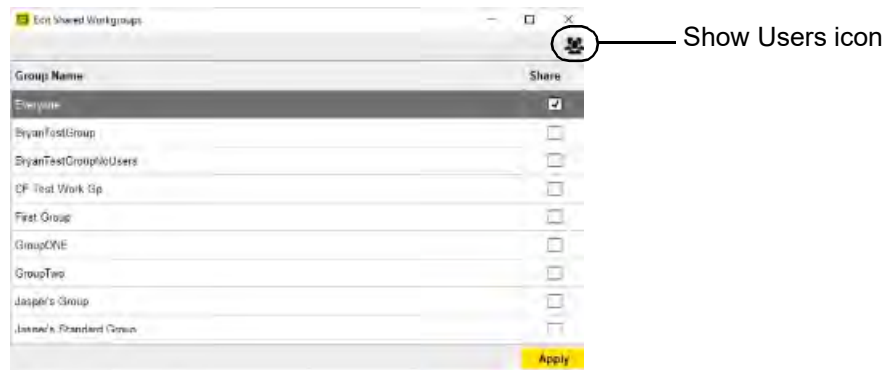 Edit Shared Workgroups
Show Users icon
Group Name Share
Everyone
BryanTestGroup
BryanTestGroupNoUsers
CF Test Work Gp
First Group
GroupONE
GroupTwo
Jasper's Group
Jasper's Standard Group
Apply